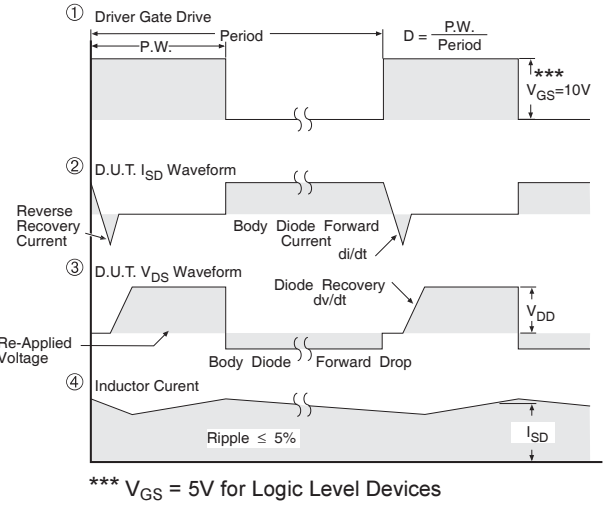 ① Driver Gate Drive
P.W.
Period
D = P.W.
Period
***
VGS=10V
② D.U.T. ISD Waveform
Reverse
Recovery
Current
Body Diode Forward
Current
di/dt
③ D.U.T. VDS Waveform
Diode Recovery
dv/dt
VDD
Re-Applied
Voltage
Body Diode Forward Drop
④ Inductor Curent
Ripple ≤ 5%
ISD
*** VGS = 5V for Logic Level Devices